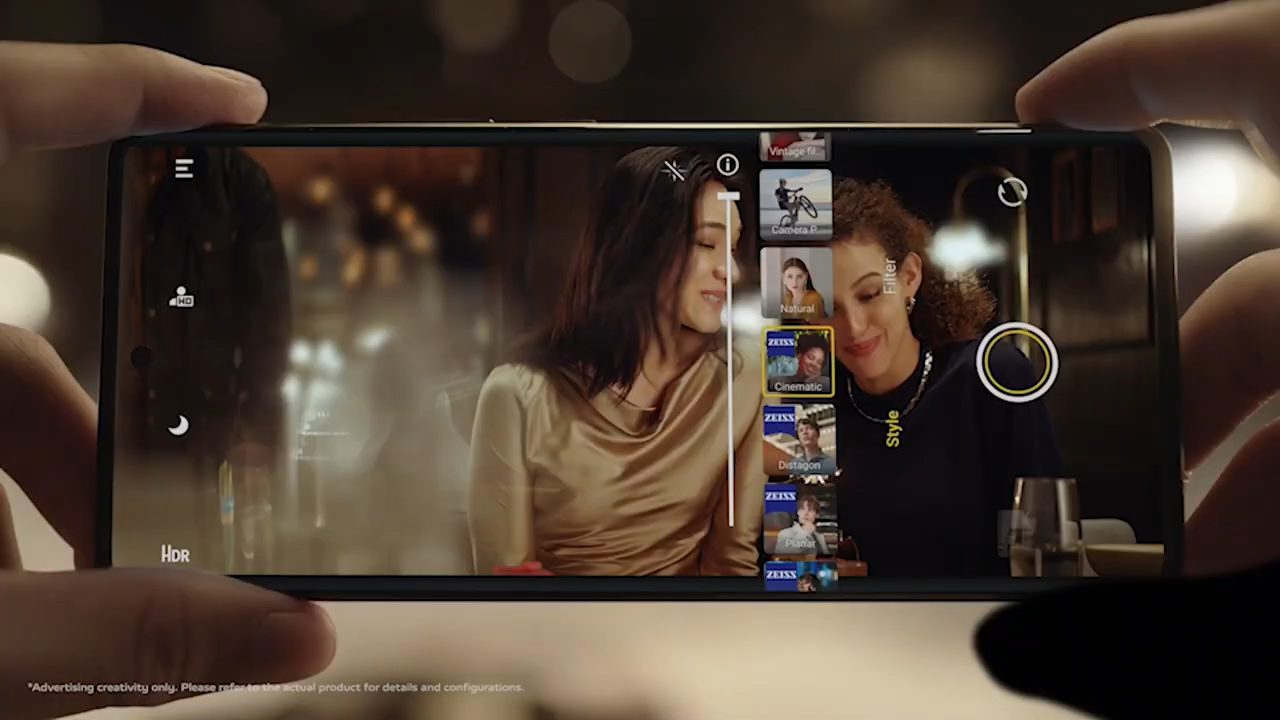 Vintage fil...
Camera P...
Natural
ZEISS
Cinematic
ZEISS
Distagon
ZEISS
Planar
ZEISS
Filter
Style
HD
HDR
*Advertising creativity only. Please refer to the actual product for details and configurations.